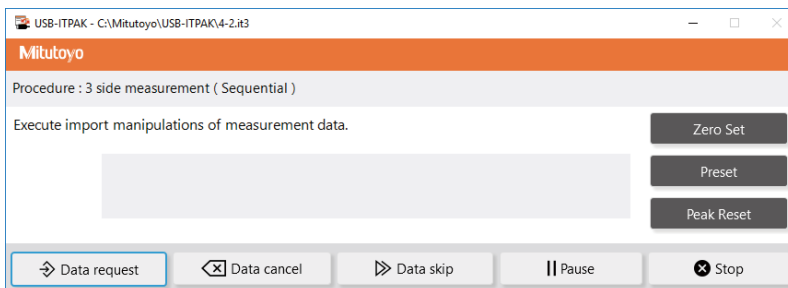 USB-ITPAK - C:\Mitutoyo\USB-ITPAK\4-2.it3
Mitutoyo
Procedure : 3 side measurement ( Sequential )
Execute import manipulations of measurement data.
Zero Set
Preset
Peak Reset
Data request
Data cancel
Data skip
Pause
Stop